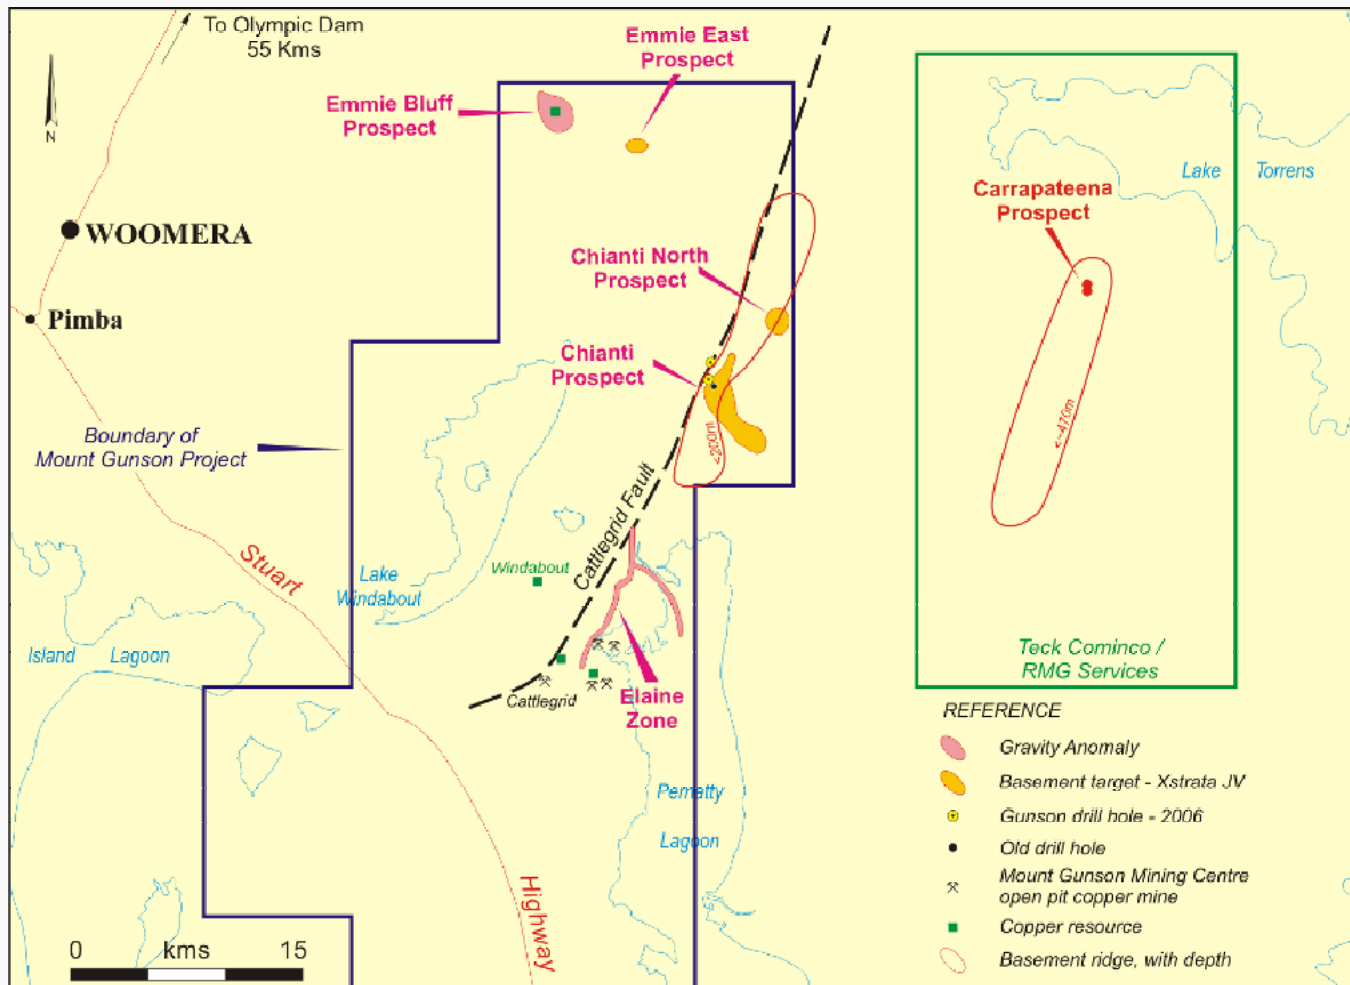 To Olympic Dam
55 Kms
Emmie East
Prospect
Emmie Bluff
Prospect
N
WOOMERA
Pimba
Chianti North
Prospect
Chianti
Prospect
Lake
Torrens
Carrapateena
Prospect
Boundary of
Mount Gunson Project
<200m
<~470m
Cattlegrid Fault
Stuart
Highway
Windabout
Lake
Windabout
Island Lagoon
Cattlegrid
Elaine
Zone
Pernatty
Lagoon
Teck Cominco /
RMG Services
REFERENCE
Gravity Anomaly
Basement target - Xstrata JV
Gunson drill hole - 2006
Old drill hole
Mount Gunson Mining Centre
open pit copper mine
Copper resource
Basement ridge, with depth
0 kms 15